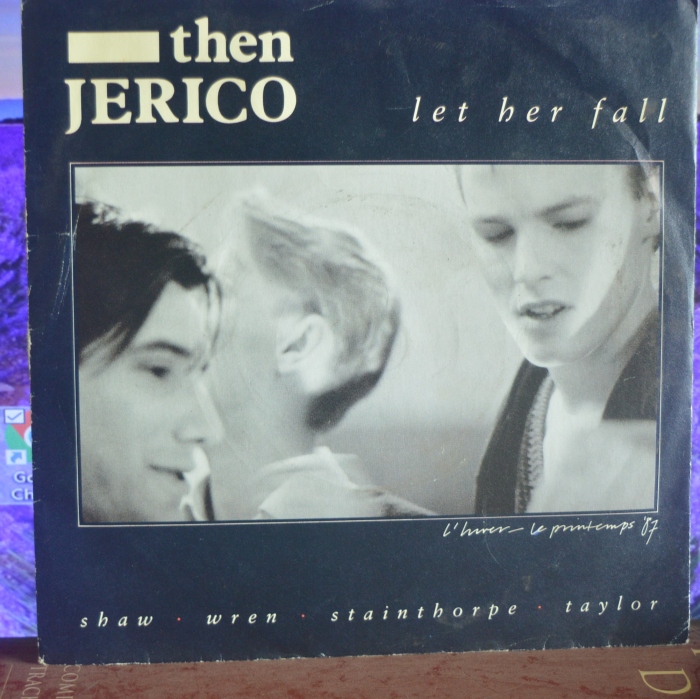 then
JERICO
let her fall
l'hiver – le printemps '87
shaw · wren · stainthorpe · taylor